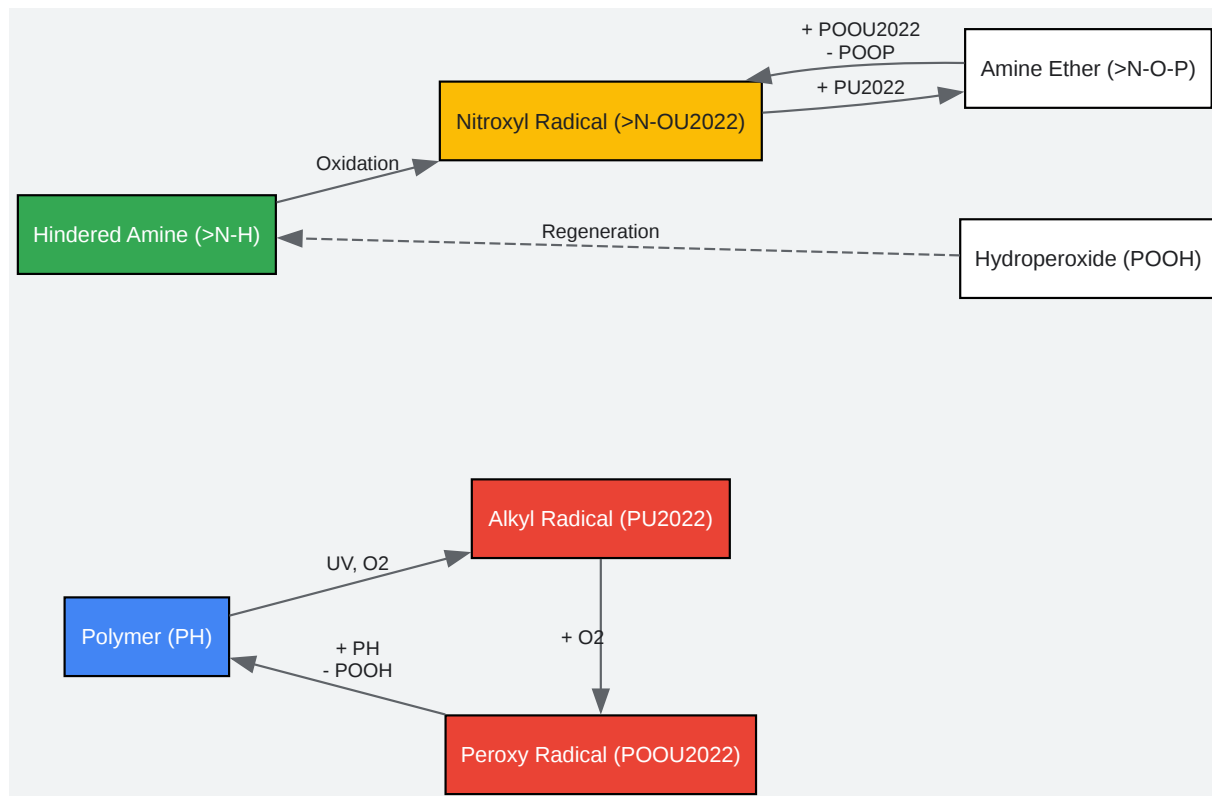 + POOU2022
- POOP
Amine Ether (>N-O-P)
+ PU2022
Nitroxyl Radical (>N-OU2022)
Oxidation
Hindered Amine (>N-H)
Regeneration
Hydroperoxide (POOH)
Alkyl Radical (PU2022)
UV, O2
Polymer (PH)
+ O2
+ PH
- POOH
Peroxy Radical (POOU2022)